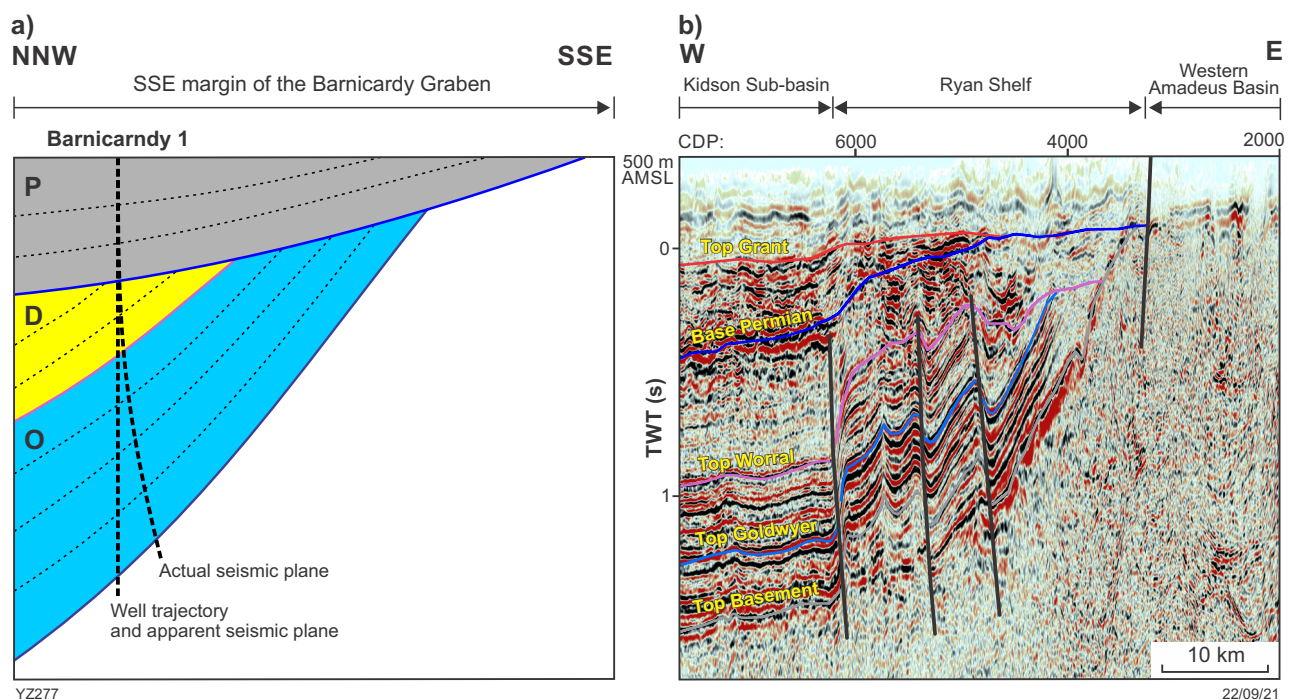 a)
NNW
SSE
SSE margin of the Barnicardy Graben
Barnicarndy 1
P
D
O
Actual seismic plane
Well trajectory
and apparent seismic plane
YZ277
b)
W
E
Kidson Sub-basin
Ryan Shelf
Western
Amadeus Basin
CDP:
6000
4000
2000
500 m
AMSL
0
1
TWT (s)
Top Grant
Base Permian
Top Worral
Top Goldwyer
Top Basement
10 km
22/09/21